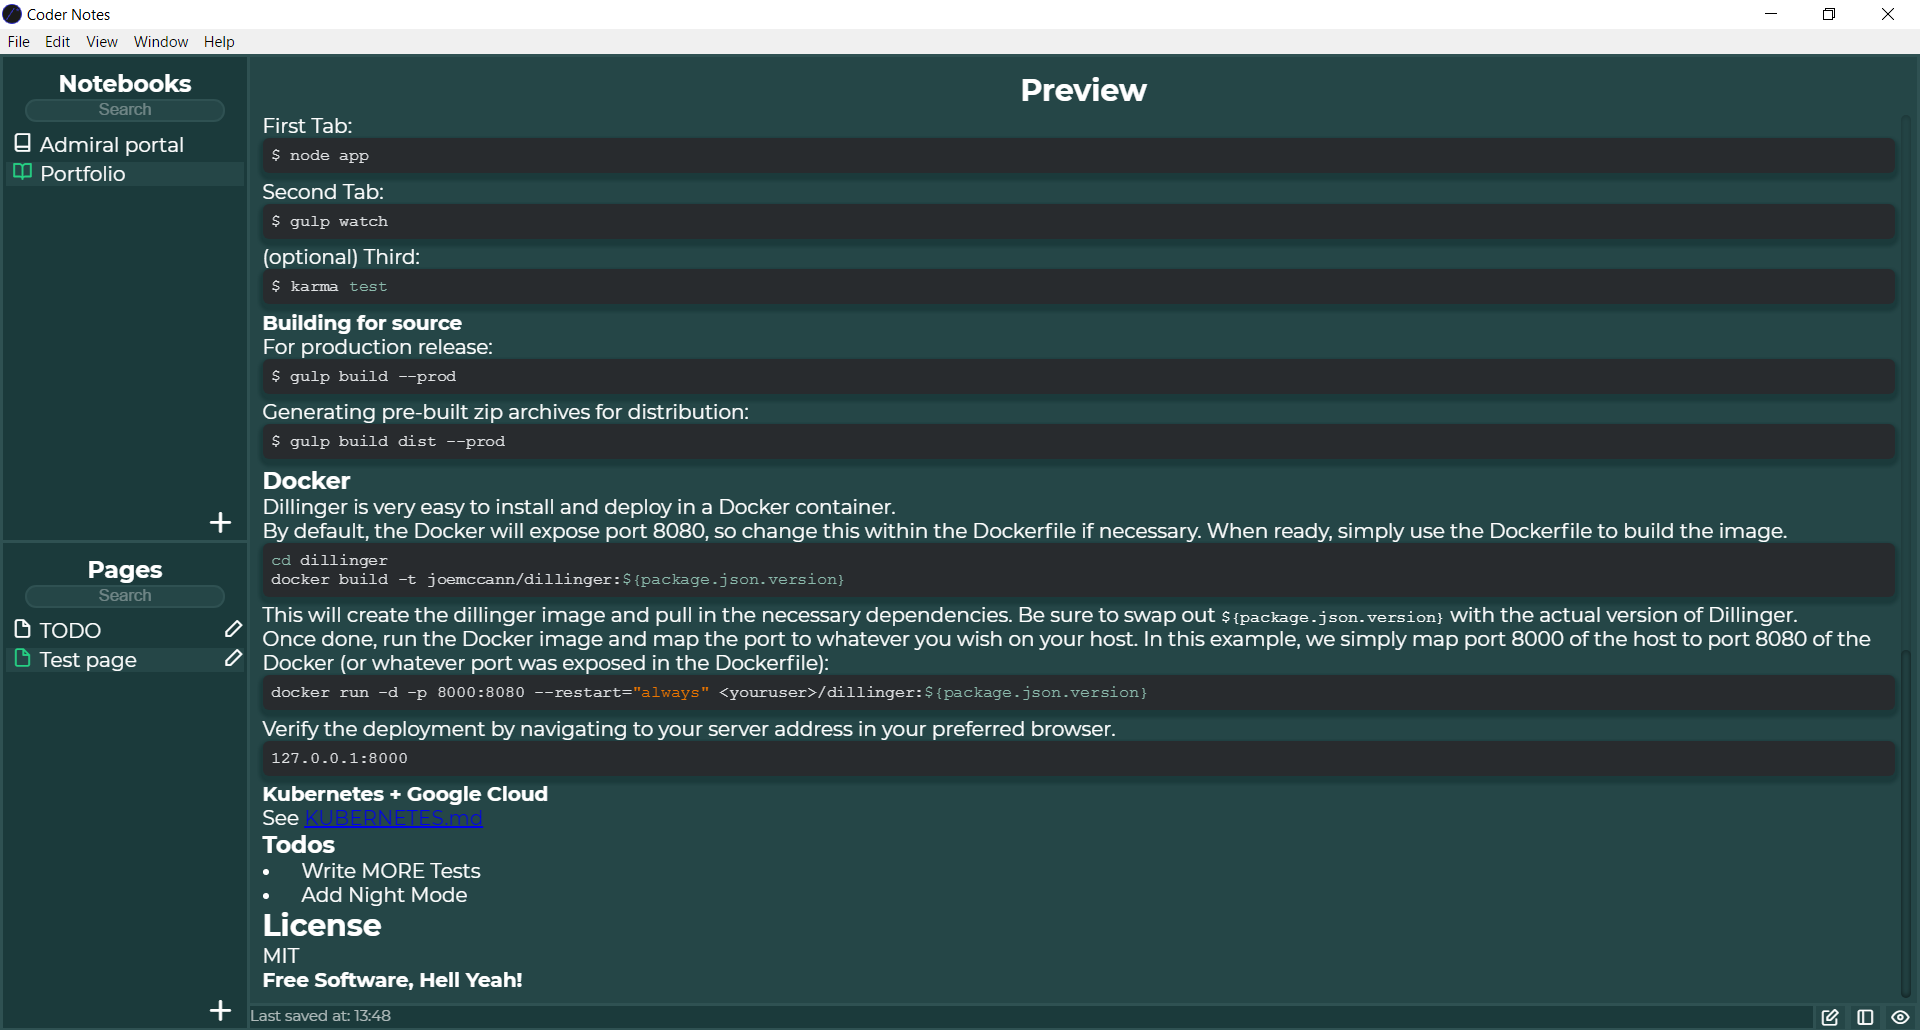 Coder Notes
File Edit View Window Help
Notebooks
Search
Admiral portal
Portfolio
Pages
Search
TODO
Test page
Preview
First Tab:
$ node app
Second Tab:
$ gulp watch
(optional) Third:
$ karma test
Building for source
For production release:
$ gulp build --prod
Generating pre-built zip archives for distribution:
$ gulp build dist --prod
Docker
Dillinger is very easy to install and deploy in a Docker container.
By default, the Docker will expose port 8080, so change this within the Dockerfile if necessary. When ready, simply use the Dockerfile to build the image.
cd dillinger
docker build -t joemccann/dillinger:${package.json.version}
This will create the dillinger image and pull in the necessary dependencies. Be sure to swap out ${package.json.version} with the actual version of Dillinger.
Once done, run the Docker image and map the port to whatever you wish on your host. In this example, we simply map port 8000 of the host to port 8080 of the
Docker (or whatever port was exposed in the Dockerfile):
docker run -d -p 8000:8080 --restart="always" <youruser>/dillinger:${package.json.version}
Verify the deployment by navigating to your server address in your preferred browser.
127.0.0.1:8000
Kubernetes + Google Cloud
See KUBERNETES.md
Todos
• Write MORE Tests
• Add Night Mode
License
MIT
Free Software, Hell Yeah!
Last saved at: 13:48